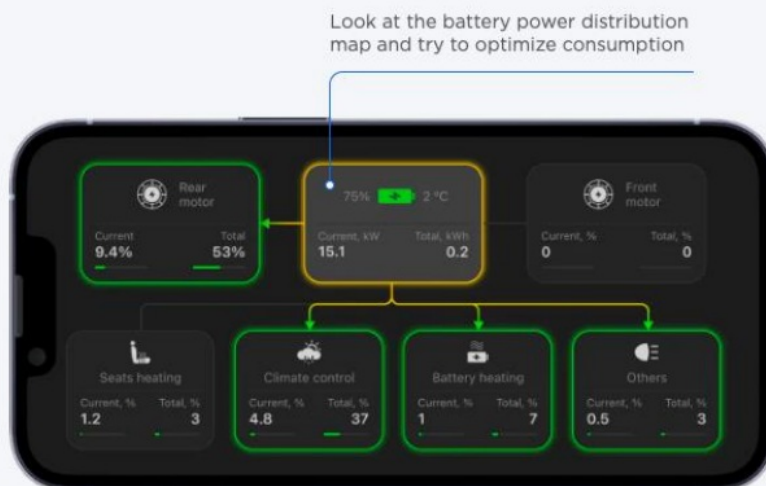 Look at the battery power distribution
map and try to optimize consumption
Rear
motor
Current Total
9.4% 53%
75% 2 °C
Current, kW Total, kWh
15.1 0.2
Front
motor
Current, % Total, %
0 0
Seats heating
Current, % Total, %
1.2 3
Climate control
Current, % Total, %
4.8 37
Battery heating
Current, % Total, %
1 7
Others
Current, % Total, %
0.5 3